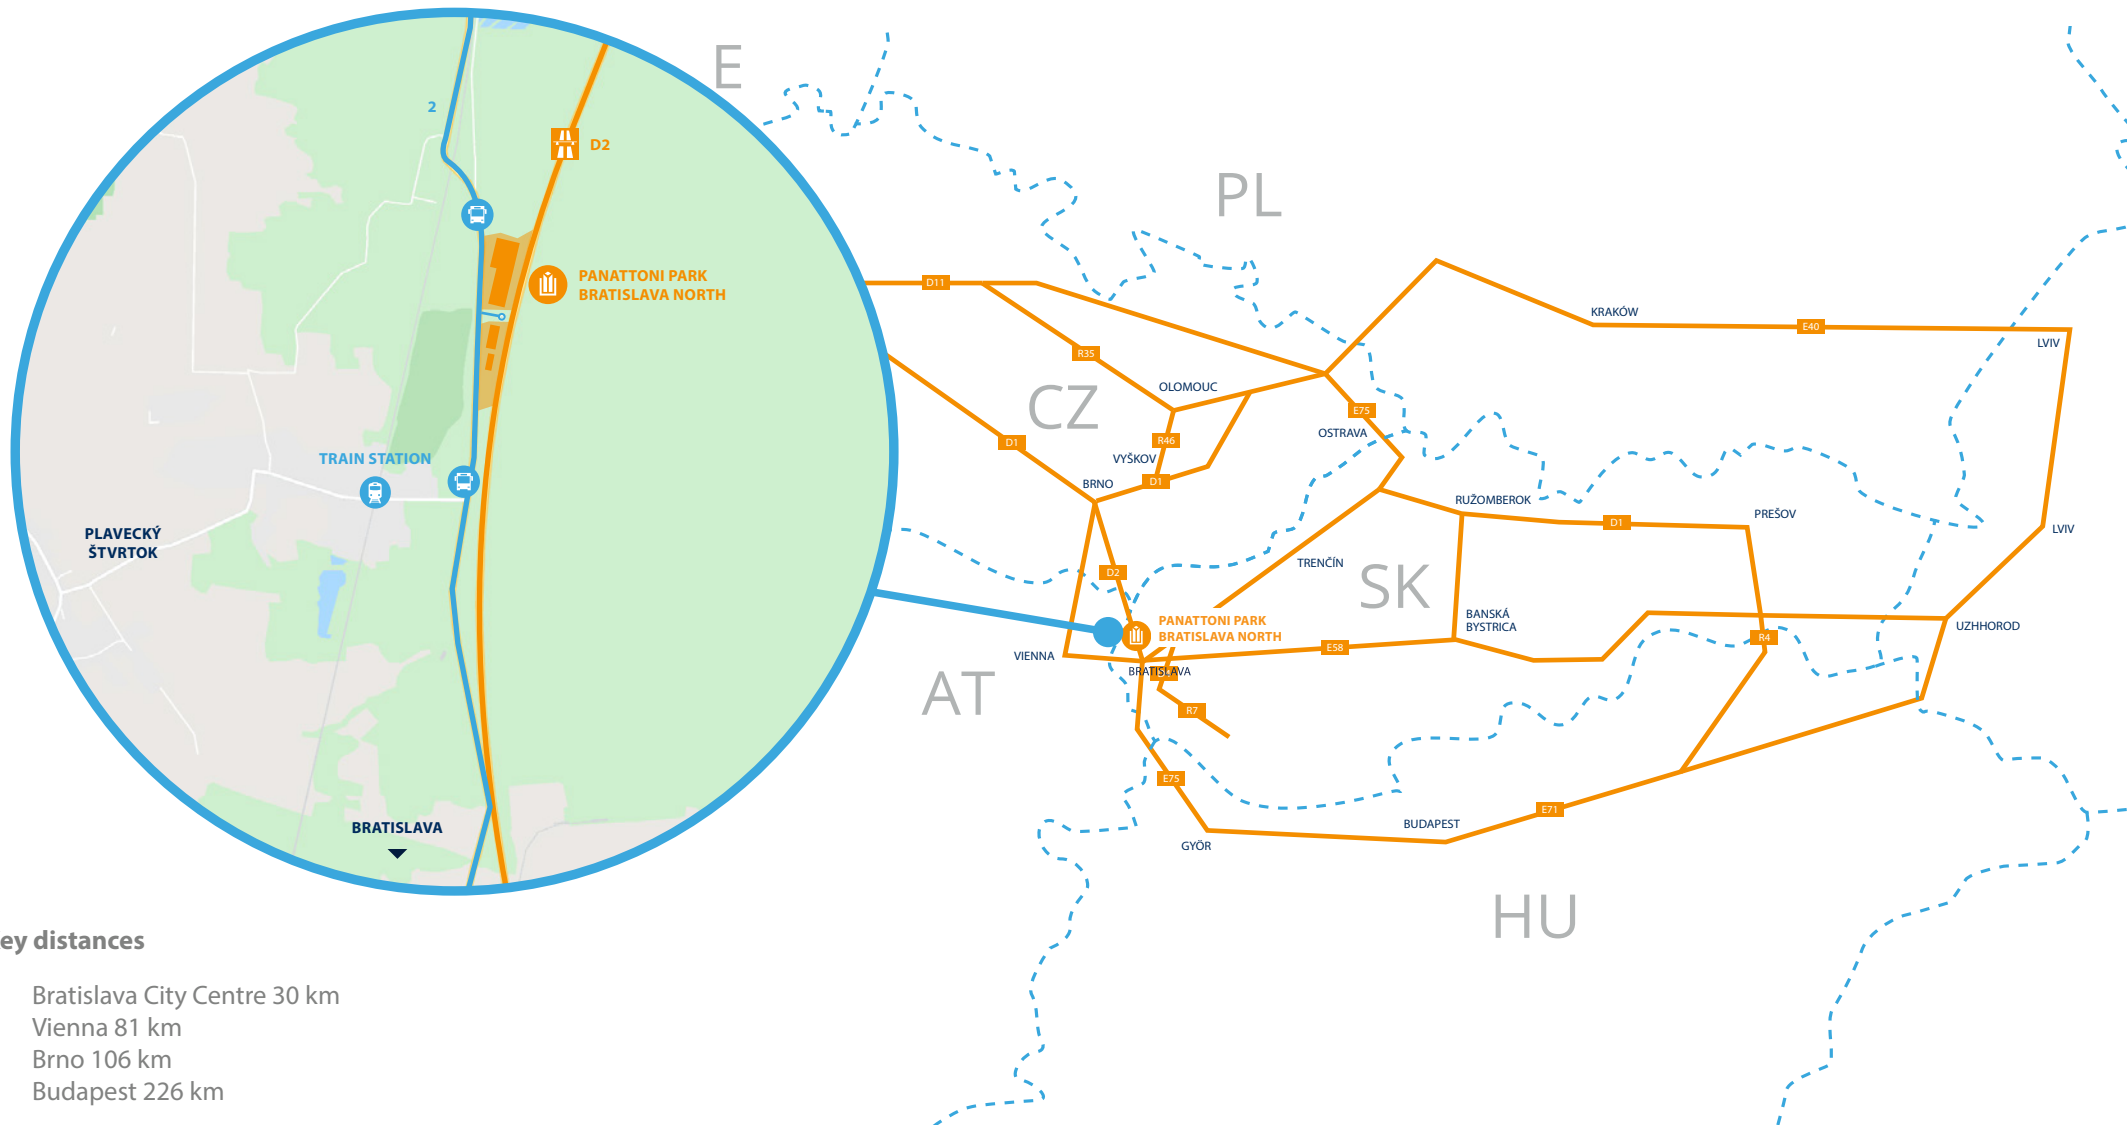 E
PL
2
D2
PANATTONI PARK
BRATISLAVA NORTH
D11
KRAKÓW
E40
LVIV
R35
OLOMOUC
CZ
E75
OSTRAVA
D1
R46
VYŠKOV
BRNO
D1
TRAIN STATION
RUŽOMBEROK
PREŠOV
D1
LVIV
PLAVECKÝ
ŠTVRTOK
TRENČÍN
D2
SK
PANATTONI PARK
BRATISLAVA NORTH
BANSKÁ
BYSTRICA
UZHHOROD
R4
VIENNA
E58
BRATISLAVA
AT
R7
E75
E71
BRATISLAVA
BUDAPEST
GYÖR
HU
ey distances
Bratislava City Centre 30 km
Vienna 81 km
Brno 106 km
Budapest 226 km